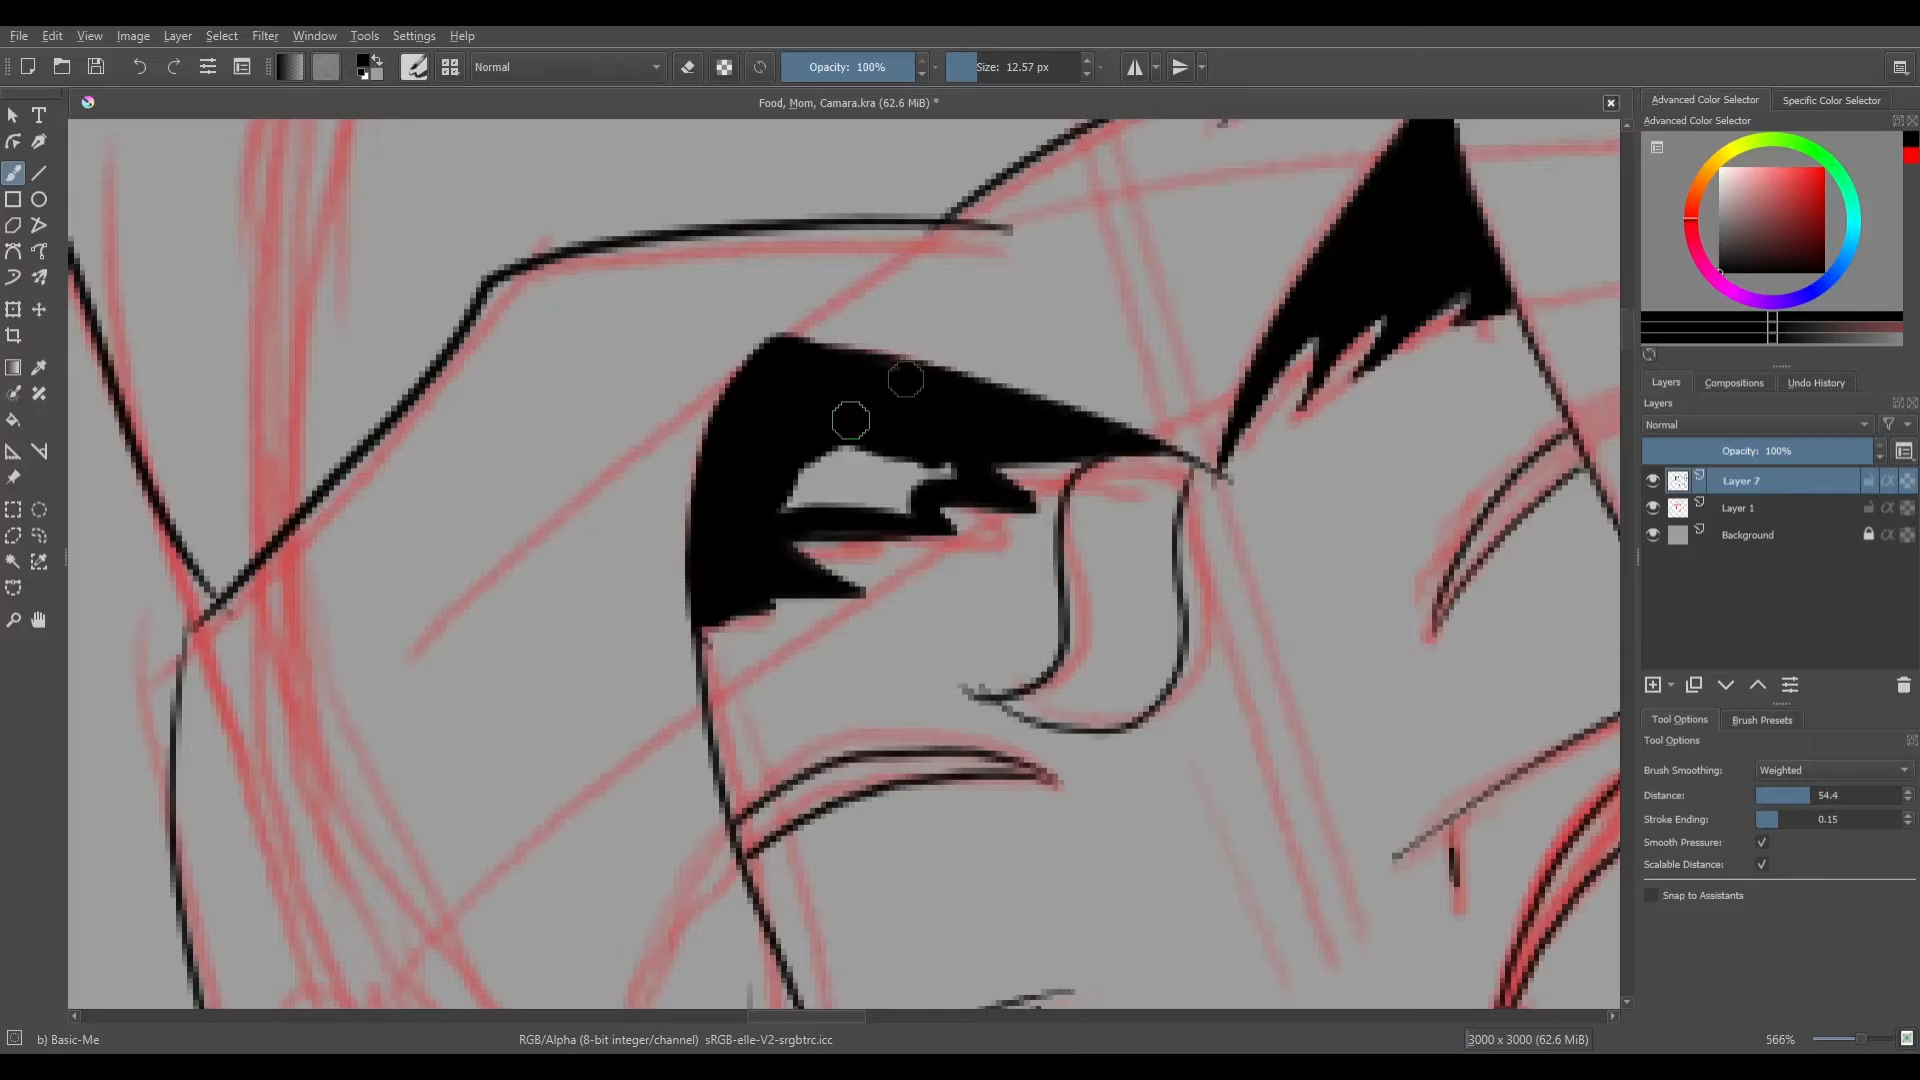 File Edit View Image Layer Select Filter Tools Settings Window Help
Normal Opacity: 100% Size: 12.57 px
Food, Mom, Camara.kra (62.6 MiB) *
Advanced Color Selector Specific Color Selector
Advanced Color Selector
Layers Compositions Undo History
Layers
Normal
Opacity: 100%
Layer 7
Layer 1
Background
Tool Options Brush Presets
Tool Options
Brush Smoothing: Weighted
Distance: 54.4
Stroke Ending: 0.15
Smooth Pressure:
Scalable Distance:
Snap to Assistants
b) Basic-Me
RGB/Alpha (8-bit integer/channel) sRGB-elle-V2-srgbtrc.icc
3000 x 3000 (62.6 MiB)
566%